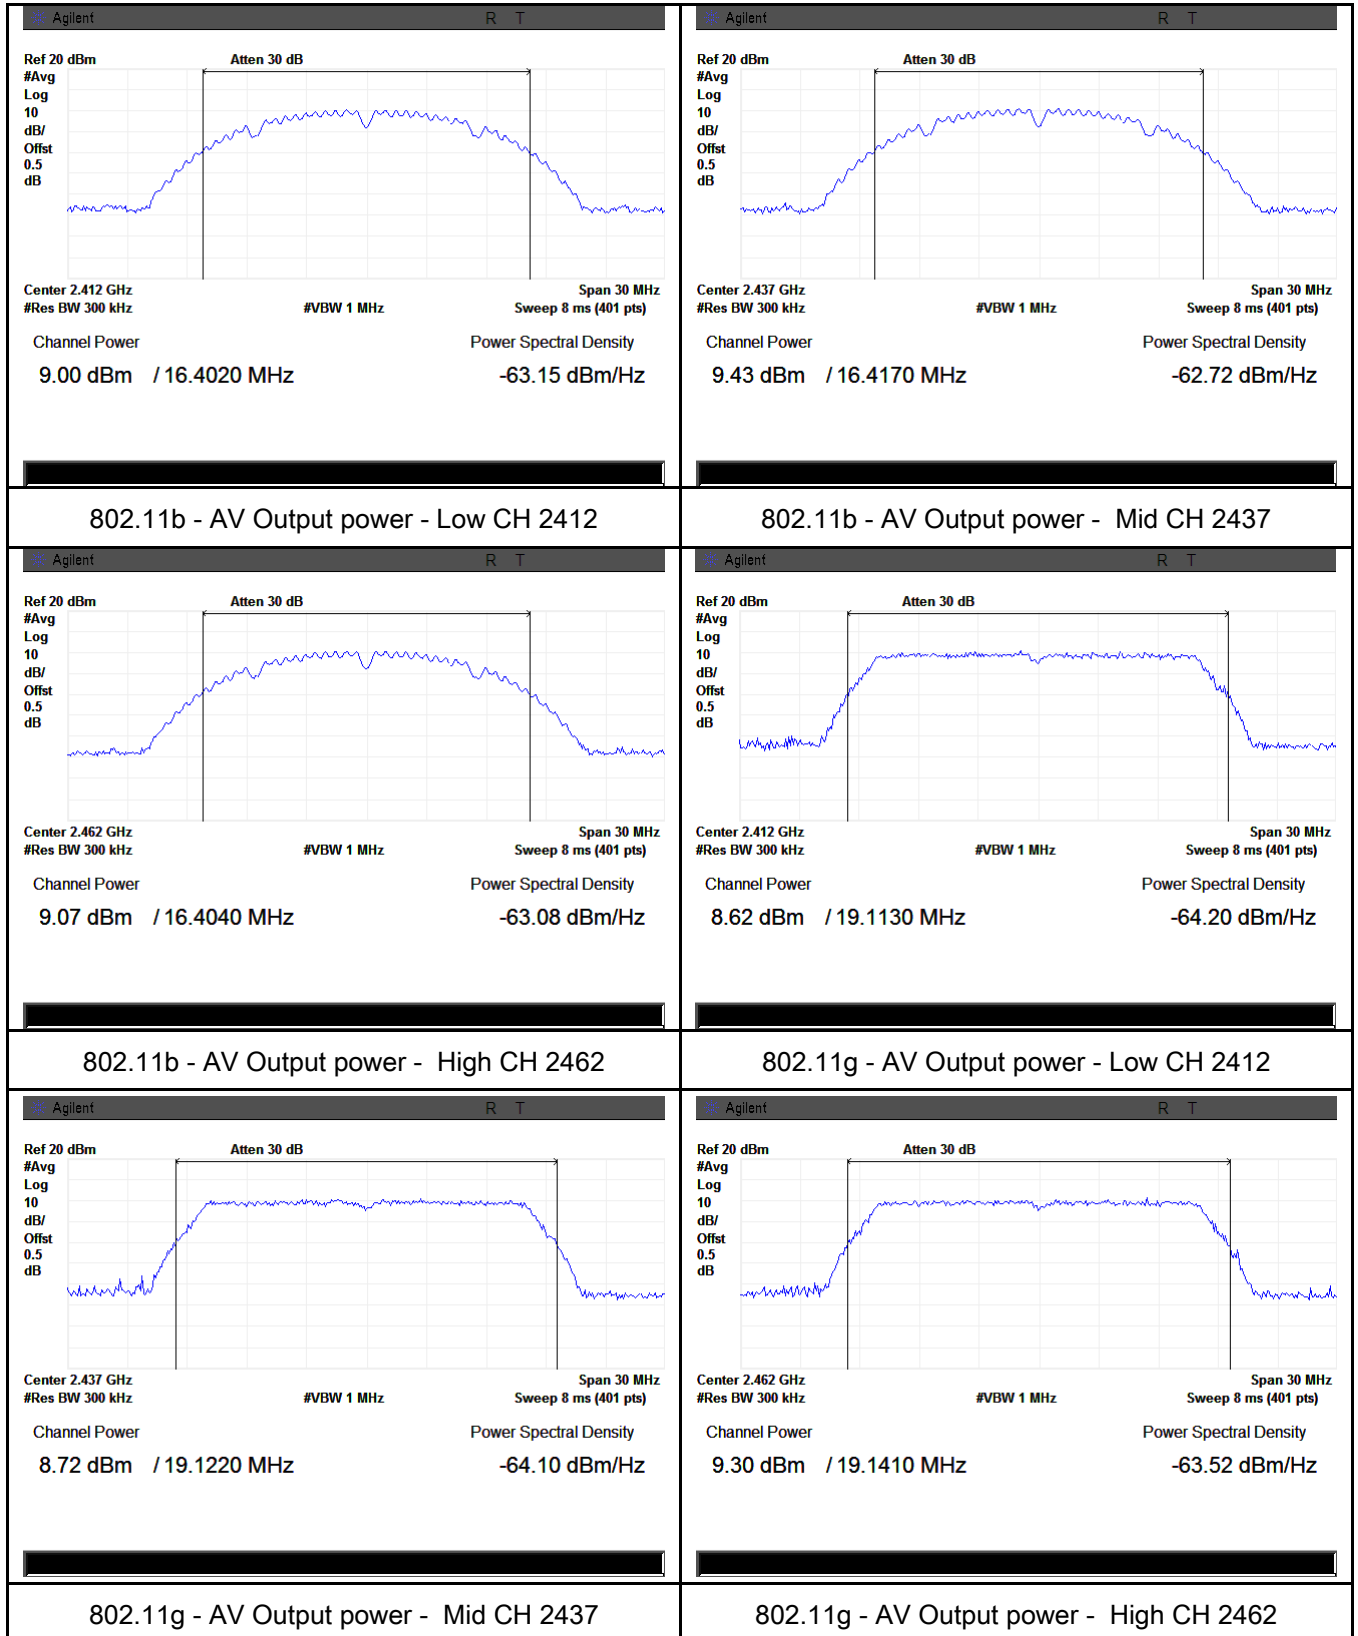 Agilent R T
Ref 20 dBm Atten 30 dB
#Avg
Log
10
dB/
Offst
0.5
dB
Center 2.412 GHz Span 30 MHz
#Res BW 300 kHz #VBW 1 MHz Sweep 8 ms (401 pts)
Channel Power Power Spectral Density
9.00 dBm / 16.4020 MHz -63.15 dBm/Hz
802.11b - AV Output power - Low CH 2412
Agilent R T
Ref 20 dBm Atten 30 dB
#Avg
Log
10
dB/
Offst
0.5
dB
Center 2.437 GHz Span 30 MHz
#Res BW 300 kHz #VBW 1 MHz Sweep 8 ms (401 pts)
Channel Power Power Spectral Density
9.43 dBm / 16.4170 MHz -62.72 dBm/Hz
802.11b - AV Output power - Mid CH 2437
Agilent R T
Ref 20 dBm Atten 30 dB
#Avg
Log
10
dB/
Offst
0.5
dB
Center 2.462 GHz Span 30 MHz
#Res BW 300 kHz #VBW 1 MHz Sweep 8 ms (401 pts)
Channel Power Power Spectral Density
9.07 dBm / 16.4040 MHz -63.08 dBm/Hz
802.11b - AV Output power - High CH 2462
Agilent R T
Ref 20 dBm Atten 30 dB
#Avg
Log
10
dB/
Offst
0.5
dB
Center 2.412 GHz Span 30 MHz
#Res BW 300 kHz #VBW 1 MHz Sweep 8 ms (401 pts)
Channel Power Power Spectral Density
8.62 dBm / 19.1130 MHz -64.20 dBm/Hz
802.11g - AV Output power - Low CH 2412
Agilent R T
Ref 20 dBm Atten 30 dB
#Avg
Log
10
dB/
Offst
0.5
dB
Center 2.437 GHz Span 30 MHz
#Res BW 300 kHz #VBW 1 MHz Sweep 8 ms (401 pts)
Channel Power Power Spectral Density
8.72 dBm / 19.1220 MHz -64.10 dBm/Hz
802.11g - AV Output power - Mid CH 2437
Agilent R T
Ref 20 dBm Atten 30 dB
#Avg
Log
10
dB/
Offst
0.5
dB
Center 2.462 GHz Span 30 MHz
#Res BW 300 kHz #VBW 1 MHz Sweep 8 ms (401 pts)
Channel Power Power Spectral Density
9.30 dBm / 19.1410 MHz -63.52 dBm/Hz
802.11g - AV Output power - High CH 2462